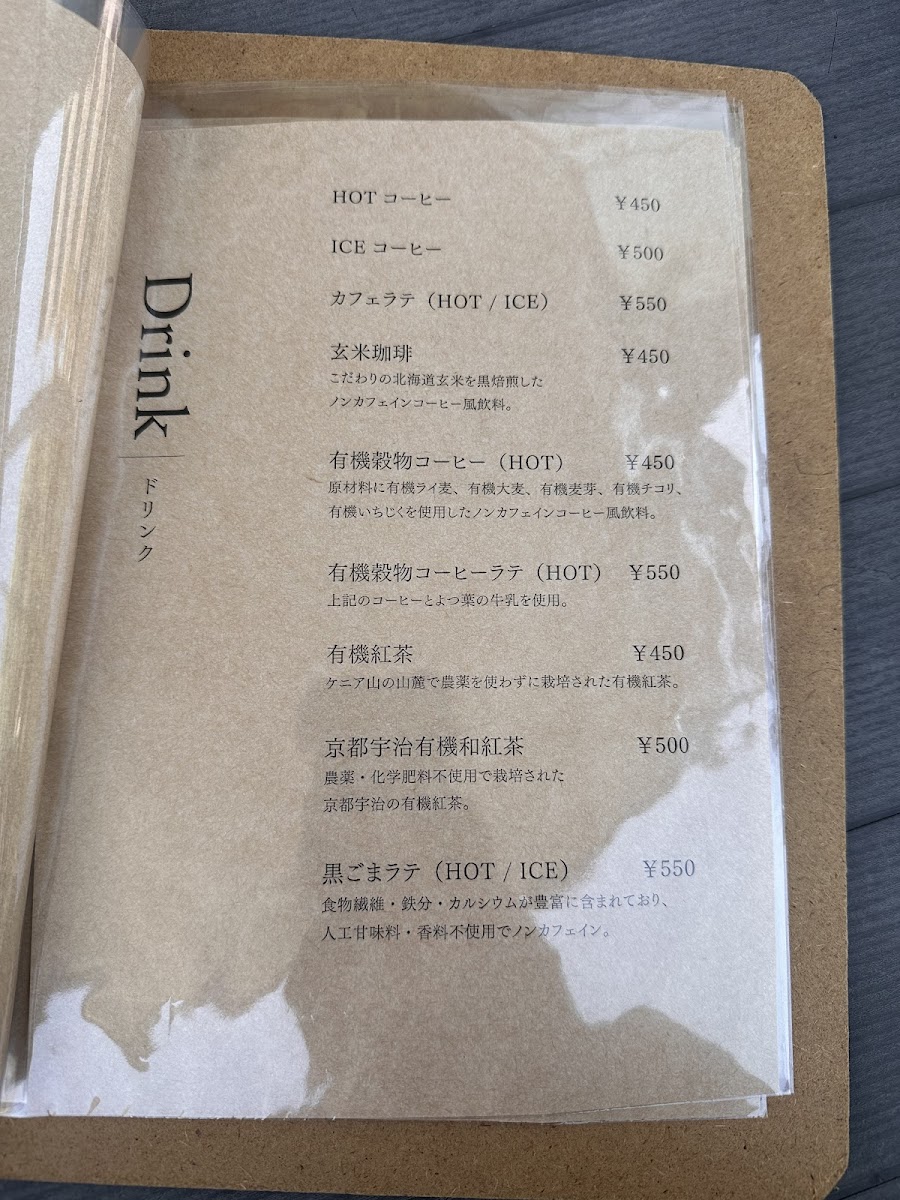 Drink
ドリンク
HOT コーヒー ¥450
ICE コーヒー ¥500
カフェラテ（HOT / ICE） ¥550
玄米珈琲 ¥450
こだわりの北海道玄米を黒焙煎した
ノンカフェインコーヒー風飲料。
有機穀物コーヒー（HOT） ¥450
原材料に有機ライ麦、有機大麦、有機麦芽、有機チコリ、
有機いちじくを使用したノンカフェインコーヒー風飲料。
有機穀物コーヒーラテ（HOT） ¥550
上記のコーヒーとよつ葉の牛乳を使用。
有機紅茶 ¥450
ケニア山の山麓で農薬を使わずに栽培された有機紅茶。
京都宇治有機和紅茶 ¥500
農薬・化学肥料不使用で栽培された
京都宇治の有機紅茶。
黒ごまラテ（HOT / ICE） ¥550
食物繊維・鉄分・カルシウムが豊富に含まれており、
人工甘味料・香料不使用でノンカフェイン。